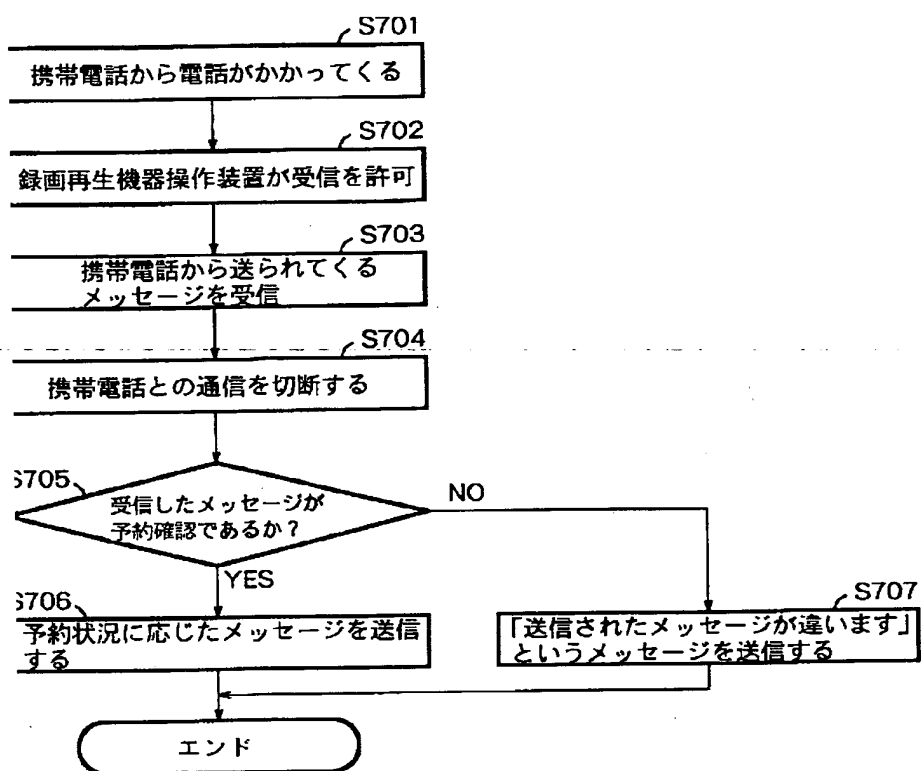 S701
携帯電話から電話がかかってくる
S702
録画再生機器操作装置が受信を許可
S703
携帯電話から送られてくる
メッセージを受信
S704
携帯電話との通信を切断する
S705
受信したメッセージが
予約確認であるか？
NO
YES
S706
予約状況に応じたメッセージを送信
する
S707
「送信されたメッセージが違います」
というメッセージを送信する
エンド